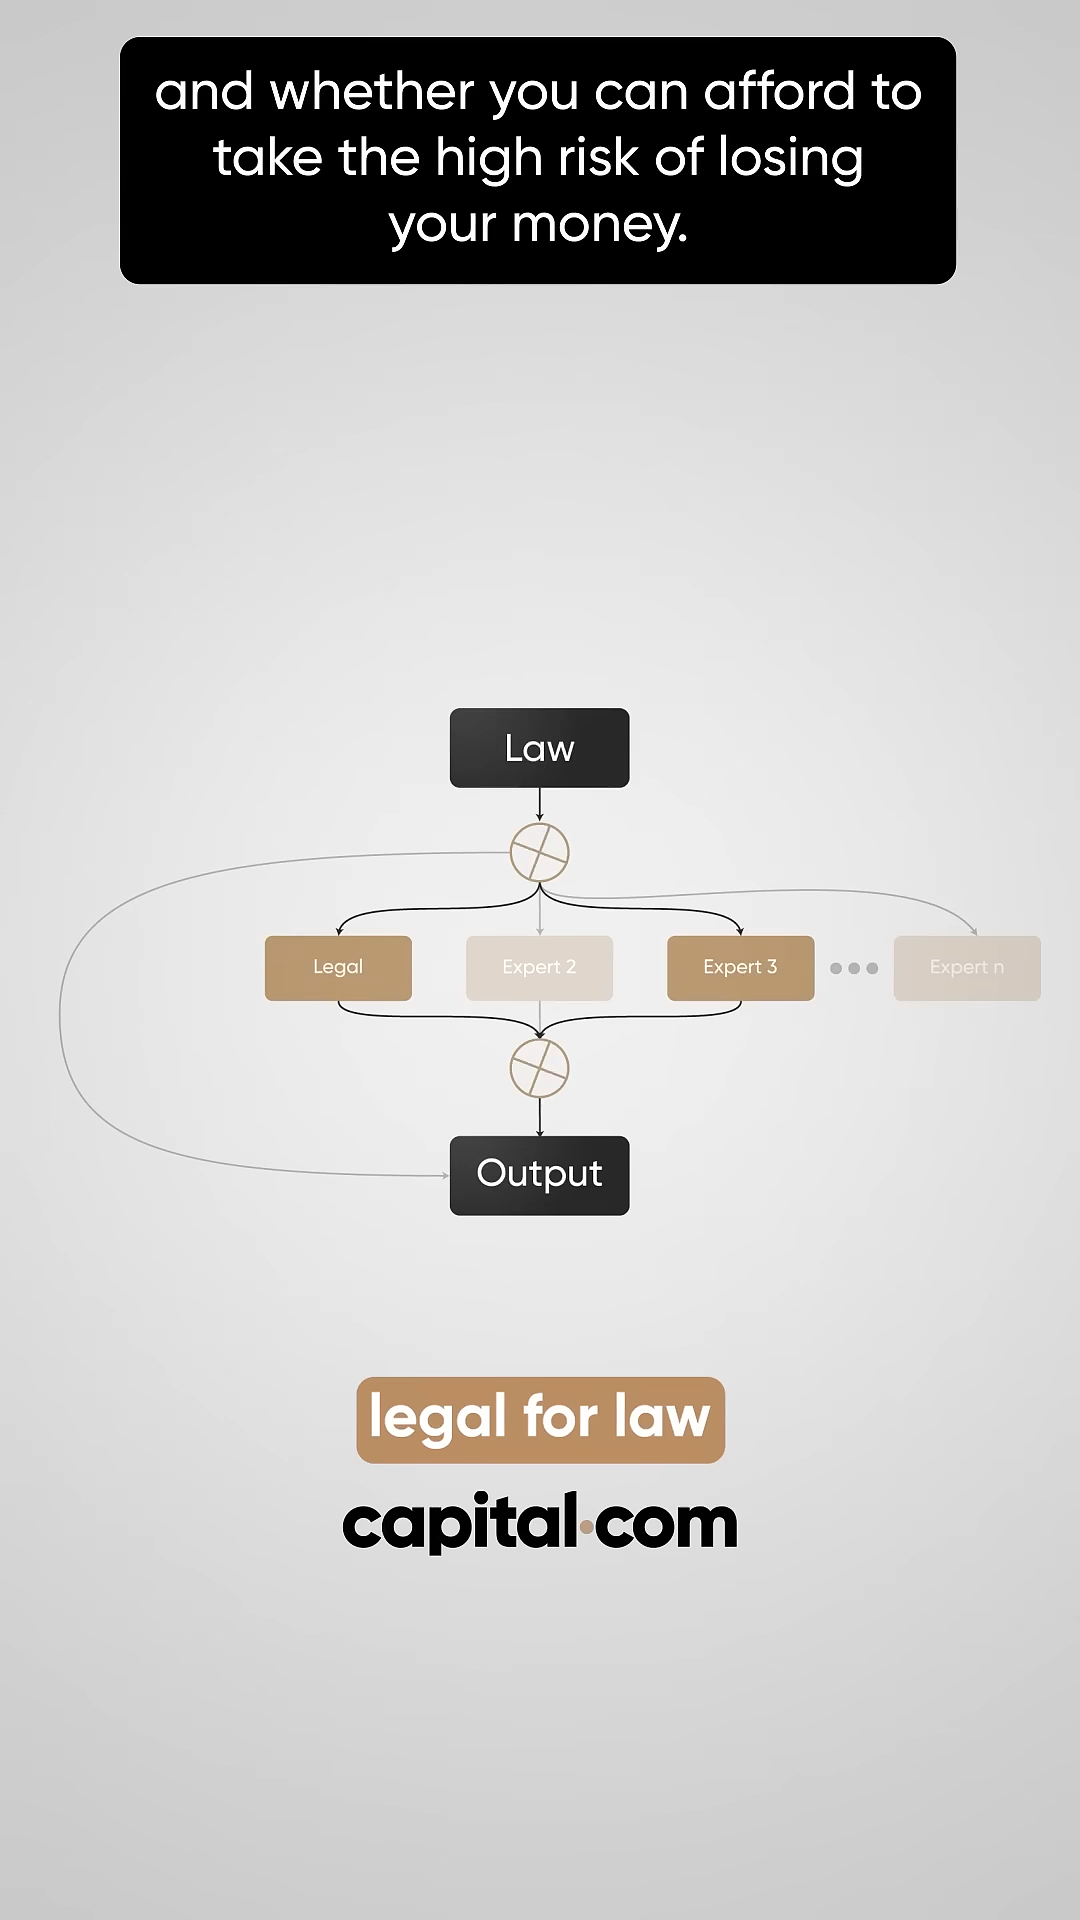 and whether you can afford to
take the high risk of losing
your money.
Law
Legal
Expert 2
Expert 3
Expert n
Output
legal for law
capital.com